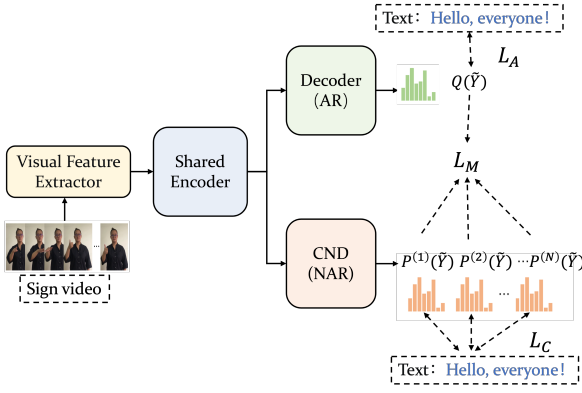 Text: Hello, everyone!
L_A
Decoder
(AR)
Q(Ỹ)
Visual Feature
Extractor
Shared
Encoder
L_M
CND
(NAR)
P^{(1)}(Ỹ) P^{(2)}(Ỹ) ...P^{(N)}(Ỹ)
...
...
Sign video
L_C
Text: Hello, everyone!